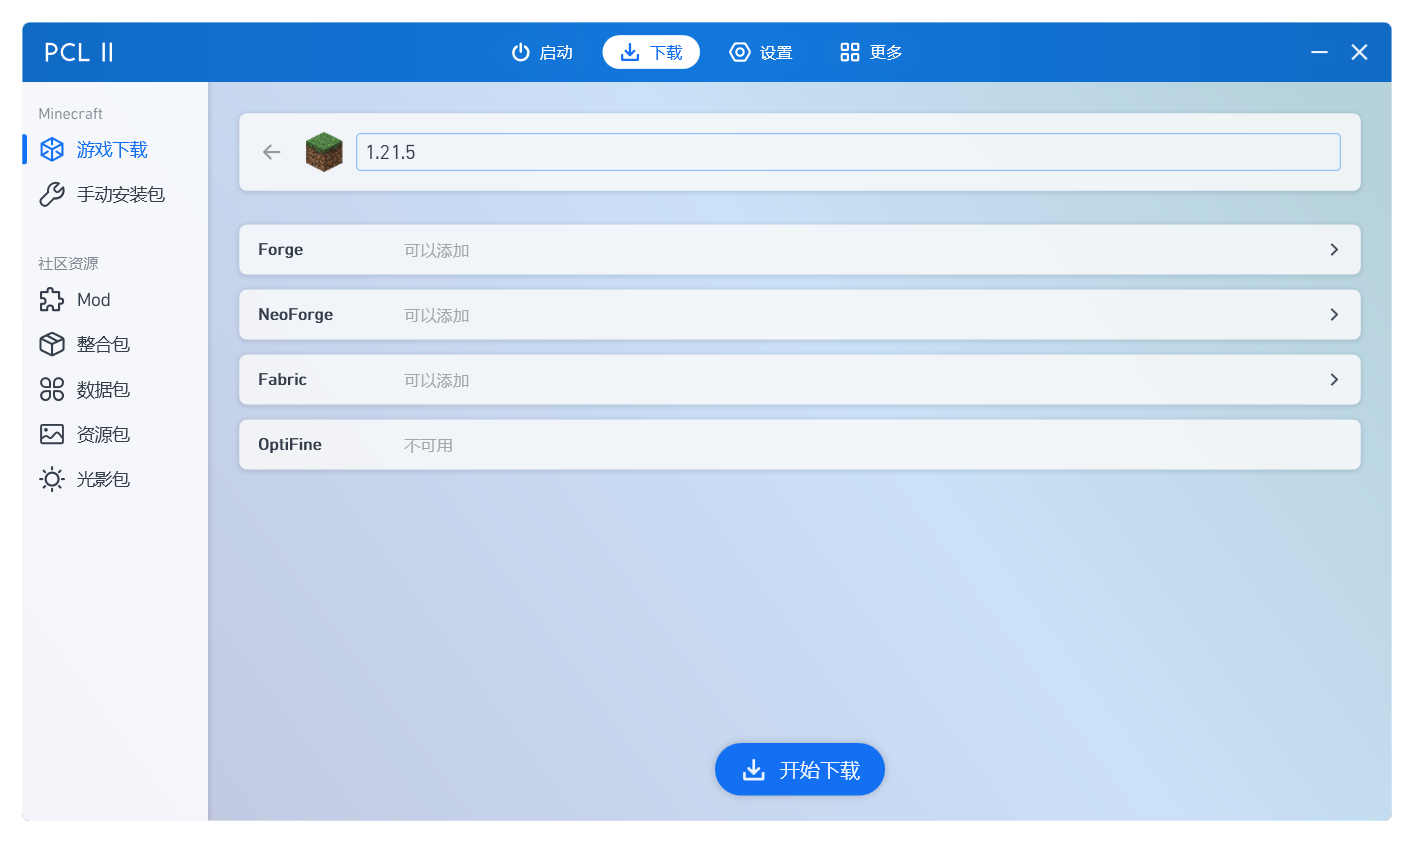 PCL II
启动
下载
设置
更多
Minecraft
游戏下载
手动安装包
社区资源
Mod
整合包
数据包
资源包
光影包
1.21.5
Forge 可以添加
NeoForge 可以添加
Fabric 可以添加
OptiFine 不可用
开始下载